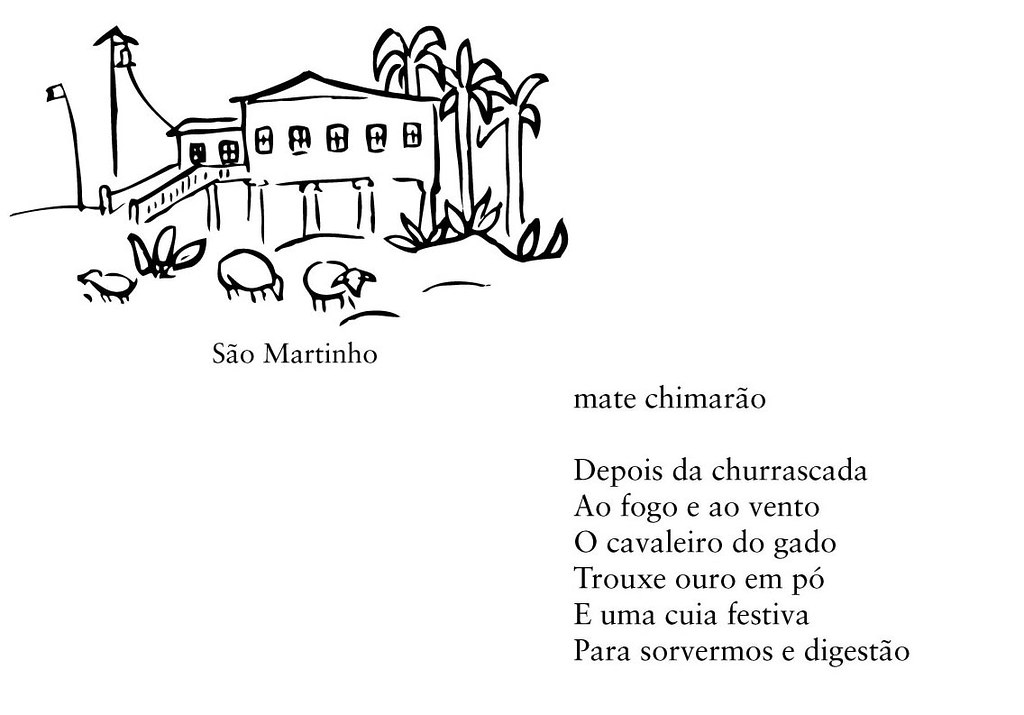 São Martinho
mate chimarão
Depois da churrascada
Ao fogo e ao vento
O cavaleiro do gado
Trouxe ouro em pó
E uma cuia festiva
Para sorvermos e digestão